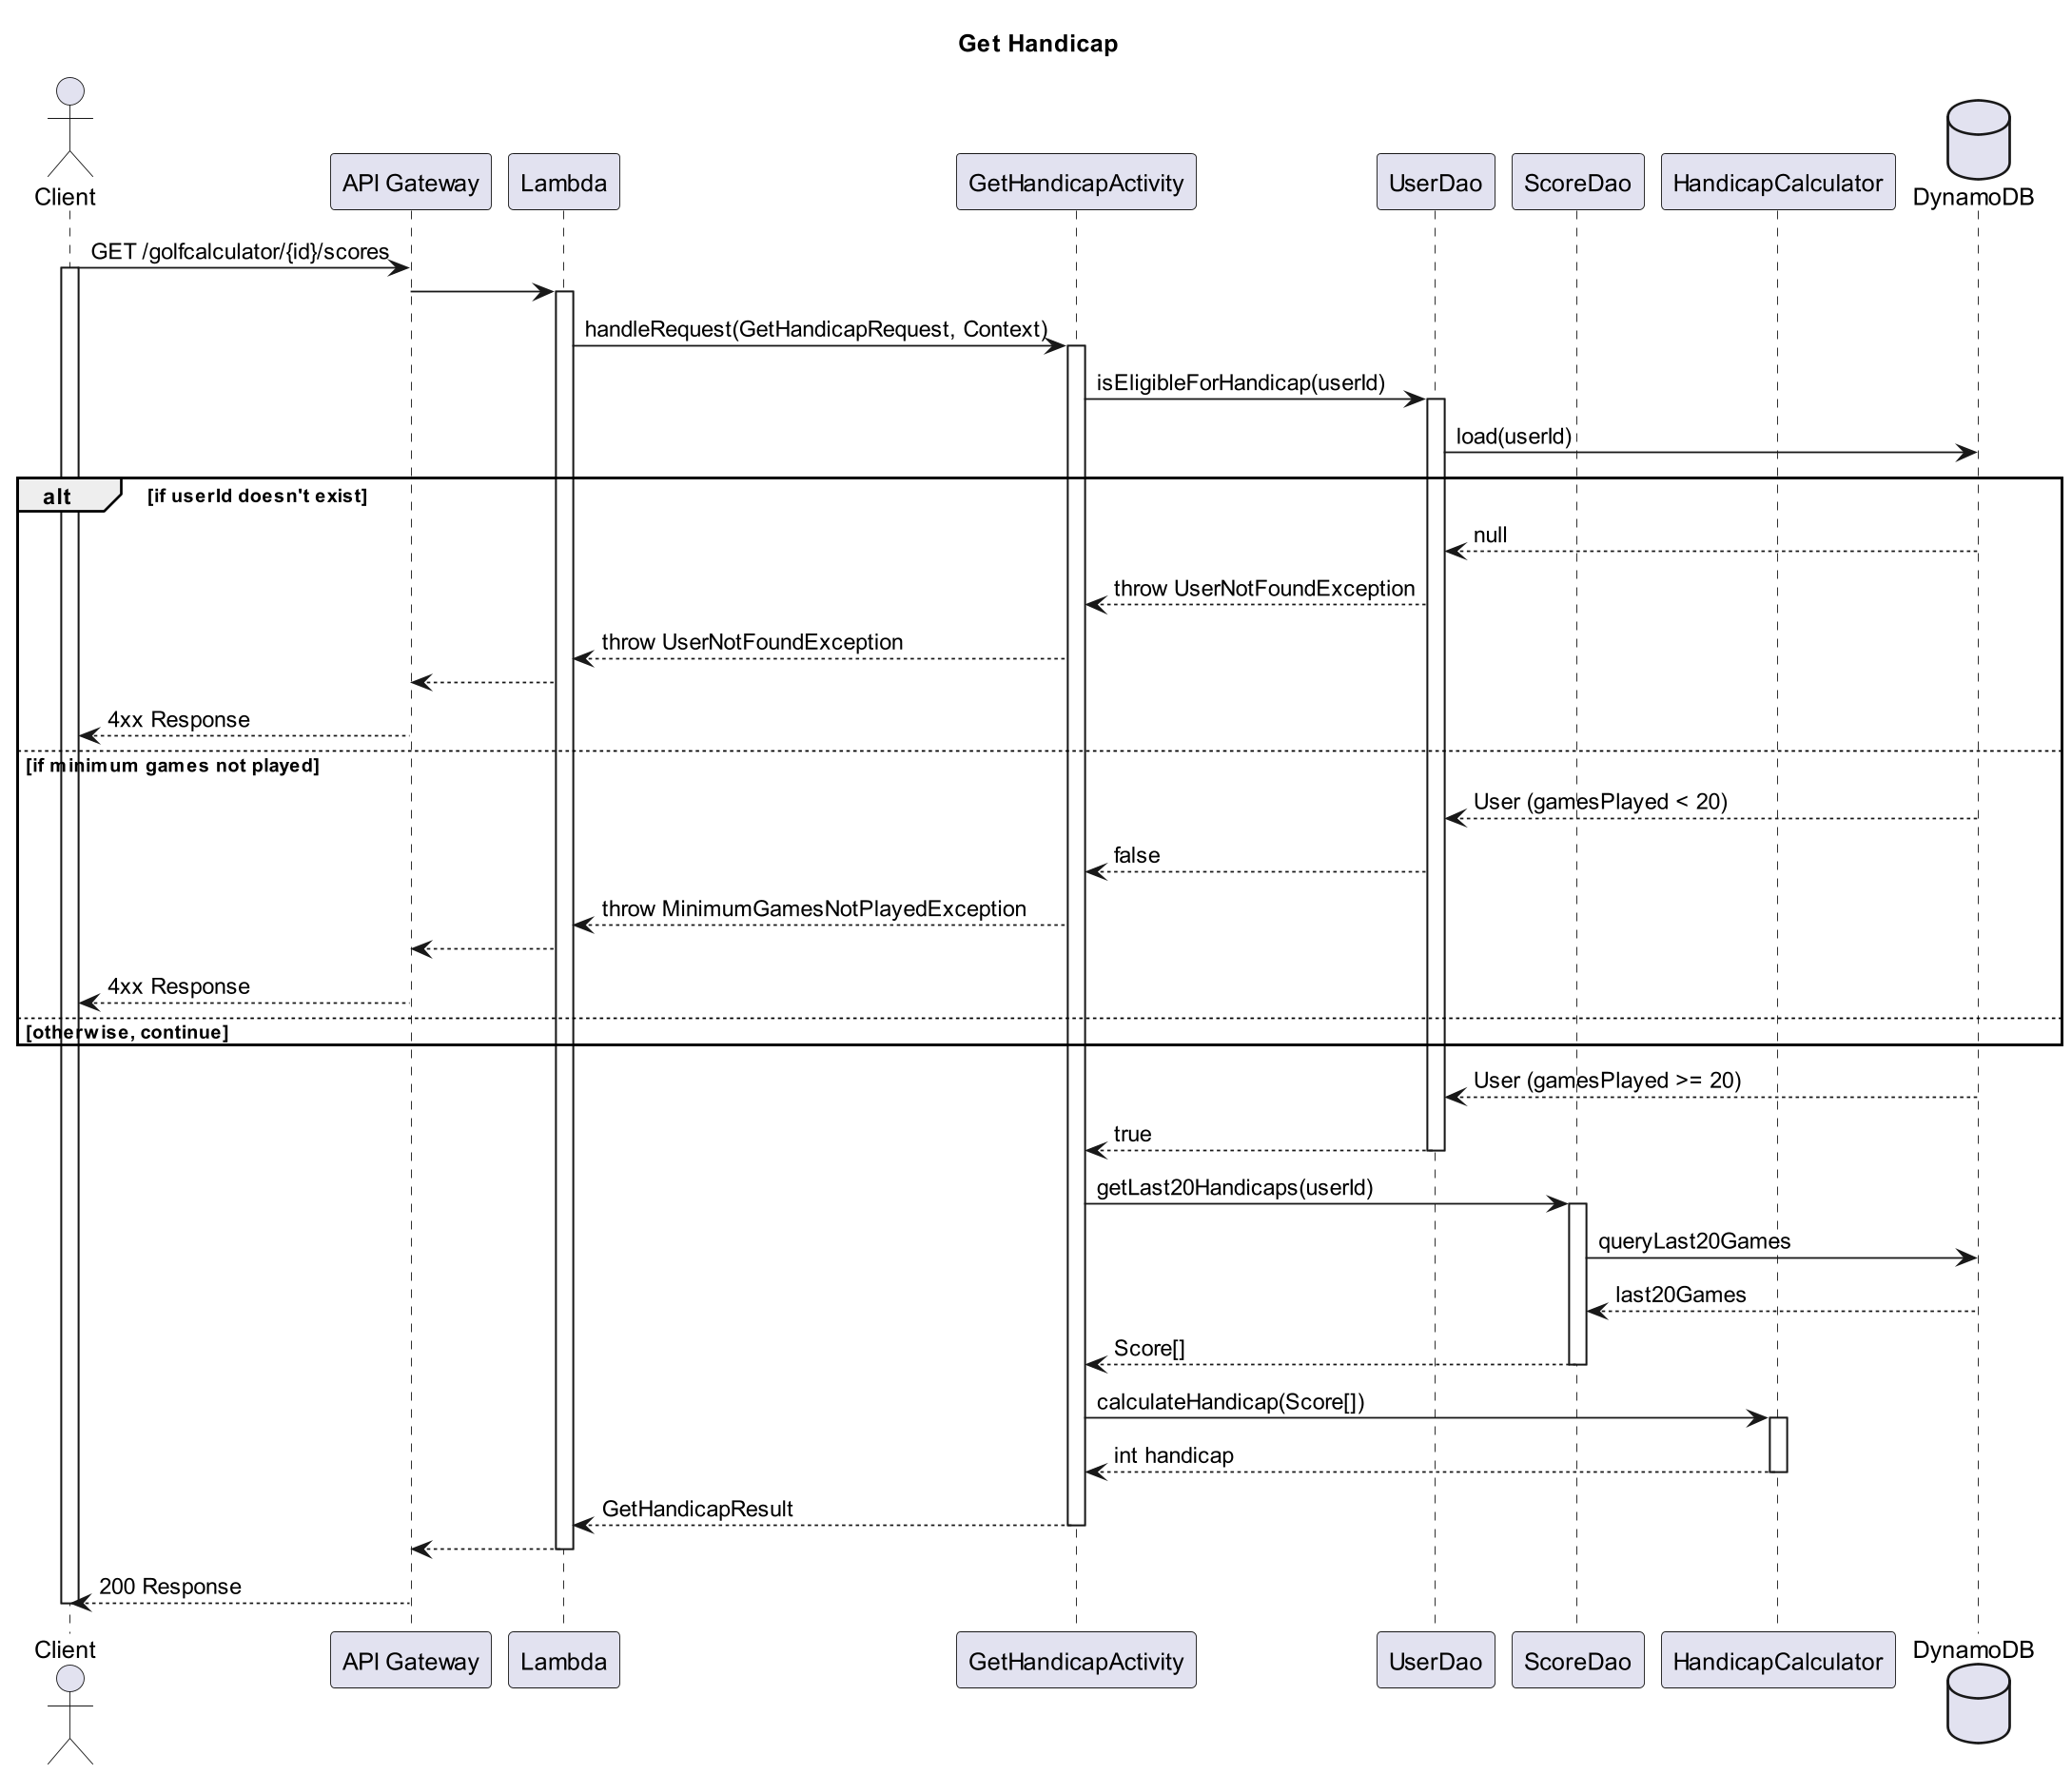 Get Handicap
Client
API Gateway
Lambda
GetHandicapActivity
UserDao
ScoreDao
HandicapCalculator
DynamoDB
GET /golfcalculator/{id}/scores
handleRequest(GetHandicapRequest, Context)
isEligibleForHandicap(userId)
load(userId)
alt
[if userId doesn't exist]
null
throw UserNotFoundException
throw UserNotFoundException
4xx Response
[if minimum games not played]
User (gamesPlayed < 20)
false
throw MinimumGamesNotPlayedException
4xx Response
[otherwise, continue]
User (gamesPlayed >= 20)
true
getLast20Handicaps(userId)
queryLast20Games
last20Games
Score[]
calculateHandicap(Score[])
int handicap
GetHandicapResult
200 Response
Client
API Gateway
Lambda
GetHandicapActivity
UserDao
ScoreDao
HandicapCalculator
DynamoDB